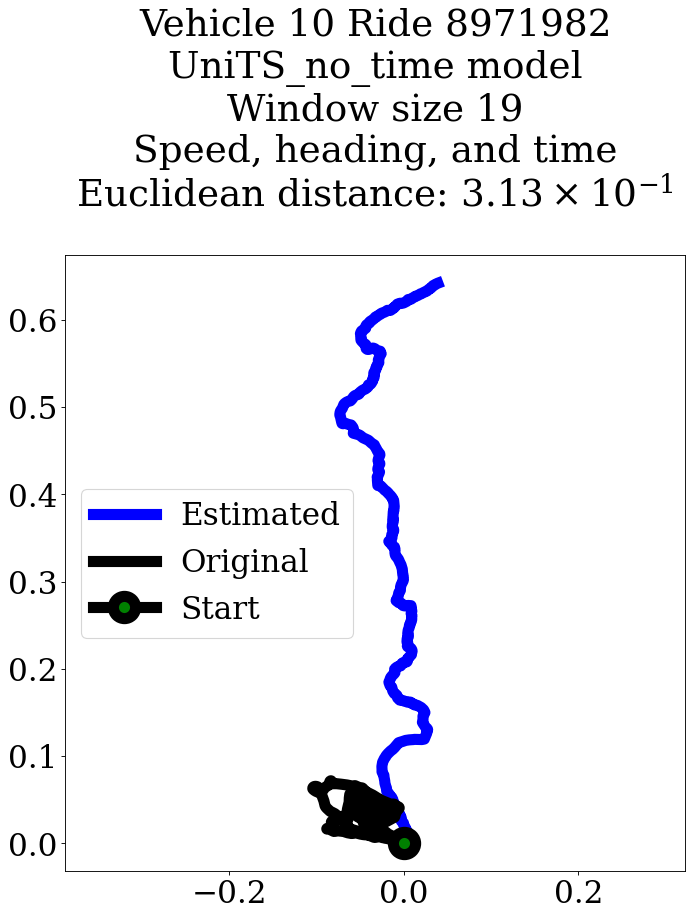 Vehicle 10 Ride 8971982
UniTS_no_time model
Window size 19
Speed, heading, and time
Euclidean distance: 3.13 × 10⁻¹
0.6
0.5
0.4
0.3
0.2
0.1
0.0
Estimated
Original
Start
−0.2 0.0 0.2